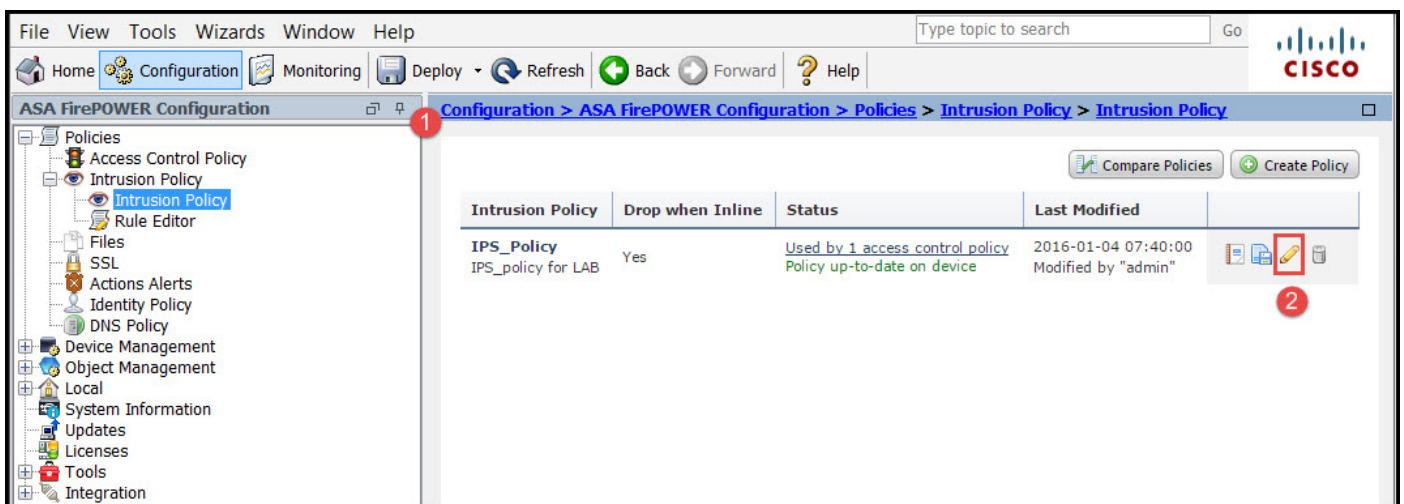 File View Tools Wizards Window Help
Type topic to search Go
CISCO
Home Configuration Monitoring Deploy Refresh Back Forward Help
ASA FirePOWER Configuration
1
Configuration > ASA FirePOWER Configuration > Policies > Intrusion Policy > Intrusion Policy
Policies
Access Control Policy
Intrusion Policy
Intrusion Policy
Rule Editor
Files
SSL
Actions Alerts
Identity Policy
DNS Policy
Device Management
Object Management
Local
System Information
Updates
Licenses
Tools
Integration
Compare Policies Create Policy
Intrusion Policy Drop when Inline Status Last Modified
IPS_Policy Yes Used by 1 access control policy 2016-01-04 07:40:00
IPS_policy for LAB Policy up-to-date on device Modified by "admin"
2